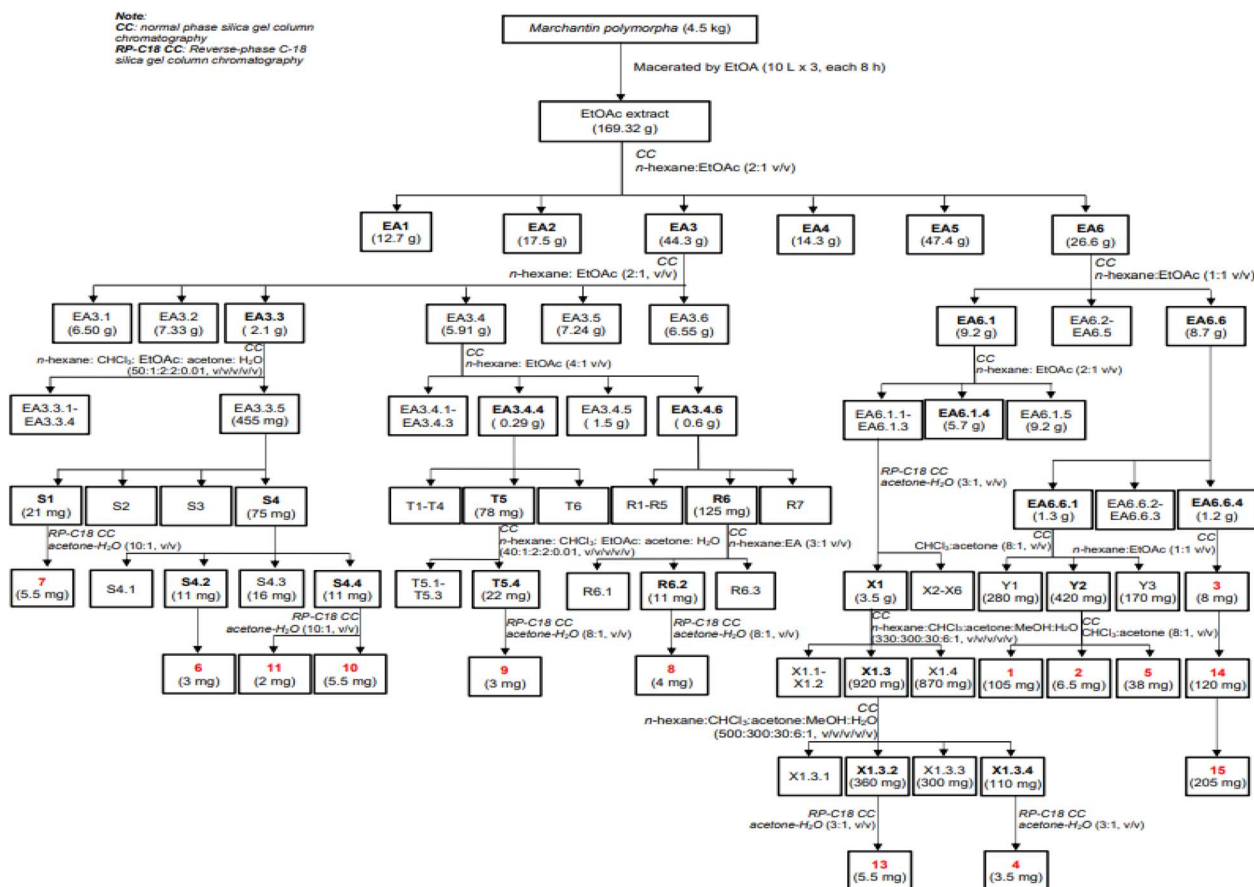 Note:
CC: normal phase silica gel column
chromatography
RP-C18 CC: Reverse-phase C-18
silica gel column chromatography
Marchantin polymorpha (4.5 kg)
Macerated by EtOA (10 L x 3, each 8 h)
EtOAc extract
(169.32 g)
CC
n-hexane:EtOAc (2:1 v/v)
EA1
(12.7 g)
EA2
(17.5 g)
EA3
(44.3 g)
EA4
(14.3 g)
EA5
(47.4 g)
EA6
(26.6 g)
CC
n-hexane: EtOAc (2:1, v/v)
CC
n-hexane:EtOAc (1:1 v/v)
EA3.1
(6.50 g)
EA3.2
(7.33 g)
EA3.3
( 2.1 g)
EA3.4
(5.91 g)
EA3.5
(7.24 g)
EA3.6
(6.55 g)
EA6.1
(9.2 g)
EA6.2-
EA6.5
EA6.6
(8.7 g)
CC
n-hexane: CHCl₃: EtOAc: acetone: H₂O
(50:1:2:2:0.01, v/v/v/v/v)
CC
n-hexane: EtOAc (4:1 v/v)
CC
n-hexane: EtOAc (2:1 v/v)
EA3.3.1-
EA3.3.4
EA3.3.5
(455 mg)
EA3.4.1-
EA3.4.3
EA3.4.4
( 0.29 g)
EA3.4.5
( 1.5 g)
EA3.4.6
( 0.6 g)
EA6.1.1-
EA6.1.3
EA6.1.4
(5.7 g)
EA6.1.5
(9.2 g)
RP-C18 CC
acetone-H₂O (3:1, v/v)
S1
(21 mg)
S2
S3
S4
(75 mg)
T1-T4
T5
(78 mg)
T6
R1-R5
R6
(125 mg)
R7
EA6.6.1
(1.3 g)
EA6.6.2-
EA6.6.3
EA6.6.4
(1.2 g)
RP-C18 CC
acetone-H₂O (10:1, v/v)
CC
n-hexane: CHCl₃: EtOAc: acetone: H₂O
(40:1:2:2:0.01, v/v/v/v/v)
CC
n-hexane:EA (3:1 v/v)
CC
CHCl₃:acetone (8:1, v/v)
CC
n-hexane:EtOAc (1:1 v/v)
7
(5.5 mg)
S4.1
S4.2
(11 mg)
S4.3
(16 mg)
S4.4
(11 mg)
T5.1-
T5.3
T5.4
(22 mg)
R6.1
R6.2
(11 mg)
R6.3
X1
(3.5 g)
X2-X6
Y1
(280 mg)
Y2
(420 mg)
Y3
(170 mg)
3
(8 mg)
RP-C18 CC
acetone-H₂O (10:1, v/v)
RP-C18 CC
acetone-H₂O (8:1, v/v)
RP-C18 CC
acetone-H₂O (8:1, v/v)
CC
n-hexane:CHCl₃:acetone:MeOH:H₂O
(330:300:30:6:1, v/v/v/v/v)
CC
CHCl₃:acetone (8:1, v/v)
6
(3 mg)
11
(2 mg)
10
(5.5 mg)
9
(3 mg)
8
(4 mg)
X1.1-
X1.2
X1.3
(920 mg)
X1.4
(870 mg)
1
(105 mg)
2
(6.5 mg)
5
(38 mg)
14
(120 mg)
CC
n-hexane:CHCl₃:acetone:MeOH:H₂O
(500:300:30:6:1, v/v/v/v/v)
X1.3.1
X1.3.2
(360 mg)
X1.3.3
(300 mg)
X1.3.4
(110 mg)
15
(205 mg)
RP-C18 CC
acetone-H₂O (3:1, v/v)
RP-C18 CC
acetone-H₂O (3:1, v/v)
13
(5.5 mg)
4
(3.5 mg)